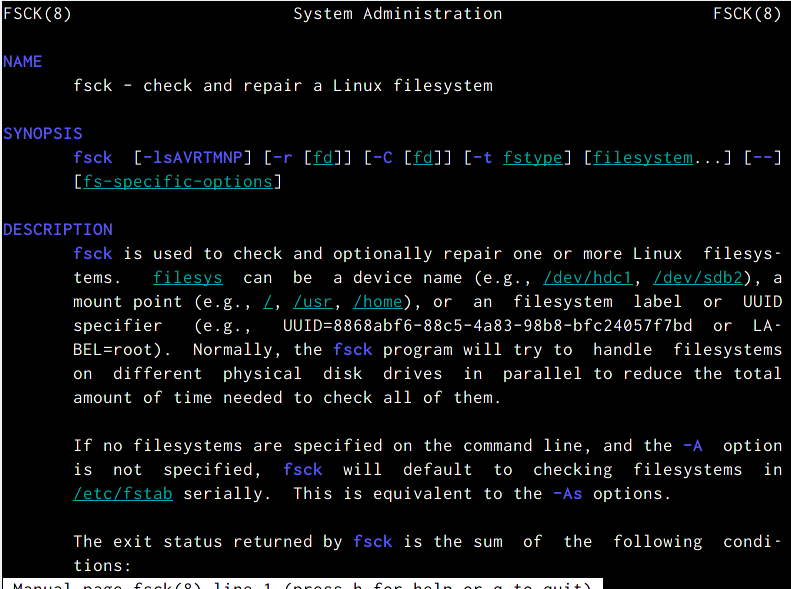 FSCK(8) System Administration FSCK(8)
NAME
fsck - check and repair a Linux filesystem
SYNOPSIS
fsck [-lsAVRTMNP] [-r [fd]] [-C [fd]] [-t fstype] [filesystem...] [--]
[fs-specific-options]
DESCRIPTION
fsck is used to check and optionally repair one or more Linux filesys-
tems. filesys can be a device name (e.g., /dev/hdc1, /dev/sdb2), a
mount point (e.g., /, /usr, /home), or an filesystem label or UUID
specifier (e.g., UUID=8868abf6-88c5-4a83-98b8-bfc24057f7bd or LA-
BEL=root). Normally, the fsck program will try to handle filesystems
on different physical disk drives in parallel to reduce the total
amount of time needed to check all of them.
If no filesystems are specified on the command line, and the -A option
is not specified, fsck will default to checking filesystems in
/etc/fstab serially. This is equivalent to the -As options.
The exit status returned by fsck is the sum of the following condi-
tions:
Manual page fsck(8) line 1 (press h for help or q to quit)